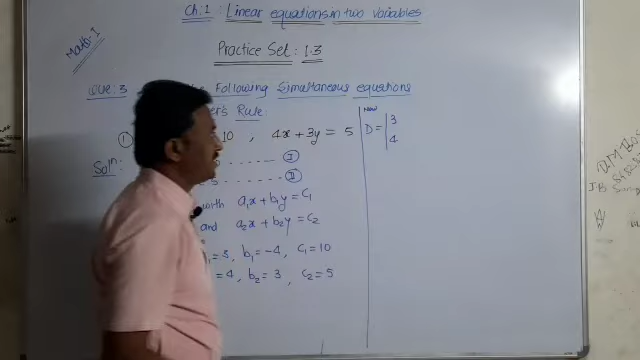 Ch:1 Linear equations in two variables
Math-I
Practice Set: 1.3
Que: 3 Following Simultaneous equations
Rule:
① 10 , 4x+3y = 5
Solⁿ:
------- Ⅰ
------- Ⅱ
with a₁x+b₁y=c₁
and a₂x+b₂y=c₂
=3, b₁=-4, c₁=10
=4, b₂=3, c₂=5
Now
D = | 3
4